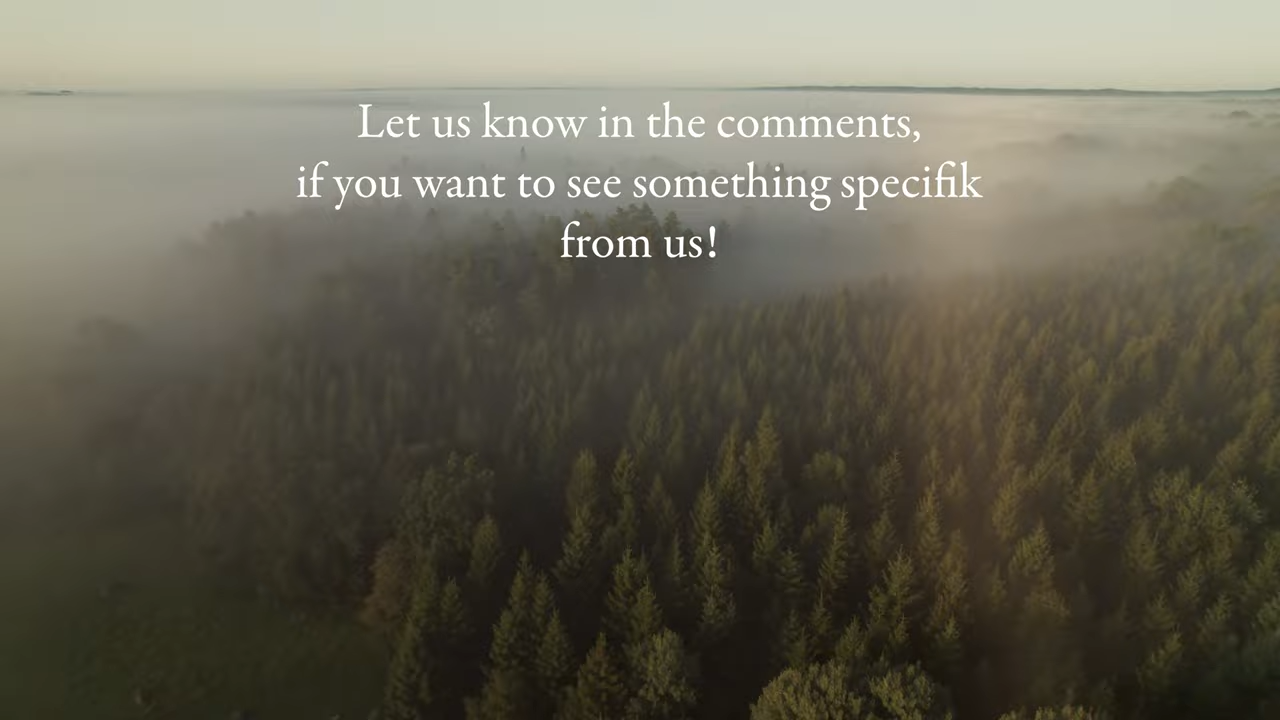 Let us know in the comments,
if you want to see something specifik
from us!